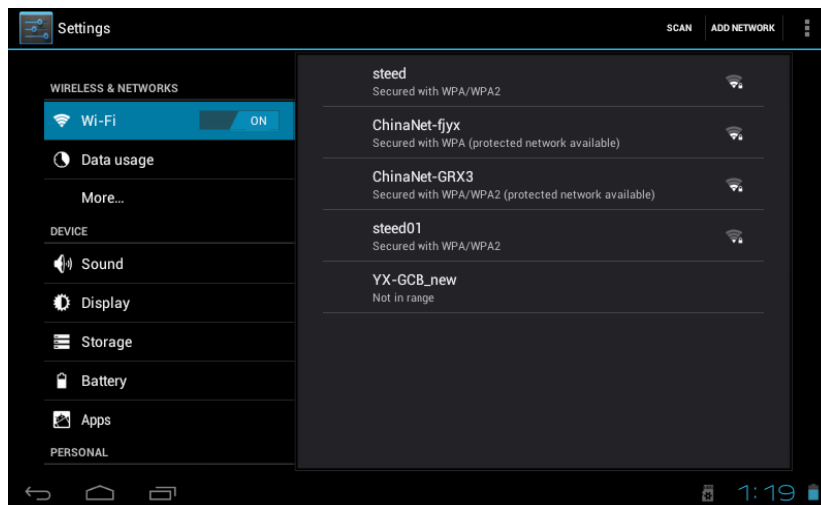 Settings
SCAN
ADD NETWORK
WIRELESS & NETWORKS
Wi-Fi
ON
Data usage
More...
DEVICE
Sound
Display
Storage
Battery
Apps
PERSONAL
steed
Secured with WPA/WPA2
ChinaNet-fjyx
Secured with WPA (protected network available)
ChinaNet-GRX3
Secured with WPA/WPA2 (protected network available)
steed01
Secured with WPA/WPA2
YX-GCB_new
Not in range
1:19